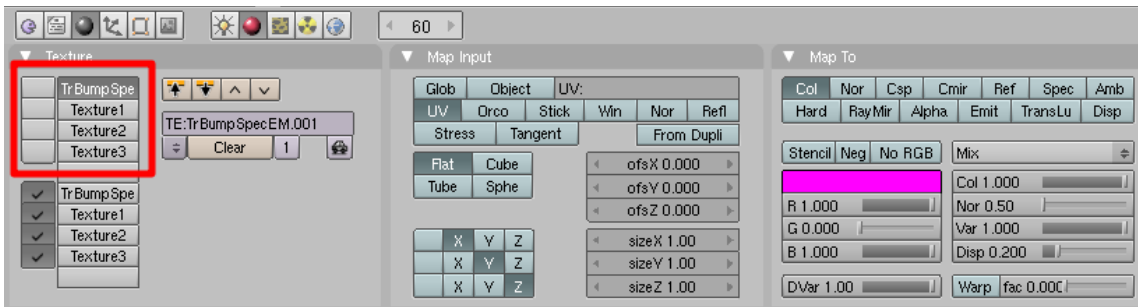 60
Texture
TrBumpSpe
Texture1
Texture2
Texture3
TrBumpSpe
Texture1
Texture2
Texture3
TE:TrBumpSpecEM.001
Clear 1
Map Input
Glob Object UV:
UV Orco Stick Win Nor Refl
Stress Tangent From Dupli
Flat Cube
Tube Sphe
ofsX 0.000
ofsY 0.000
ofsZ 0.000
X Y Z
X Y Z
X Y Z
sizeX 1.00
sizeY 1.00
sizeZ 1.00
Map To
Col Nor Csp Cmir Ref Spec Amb
Hard RayMir Alpha Emit TransLu Disp
Stencil Neg No RGB
R 1.000
G 0.000
B 1.000
DVar 1.00
Mix
Col 1.000
Nor 0.50
Var 1.000
Disp 0.200
Warp fac 0.00